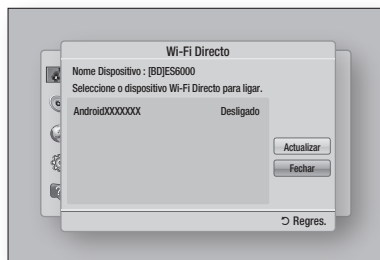 Wi-Fi Directo
Nome Dispositivo : [BD]ES6000
Seleccione o dispositivo Wi-Fi Directo para ligar.
AndroidXXXXXXX Desligado
Actualizar
Fechar
Regres.